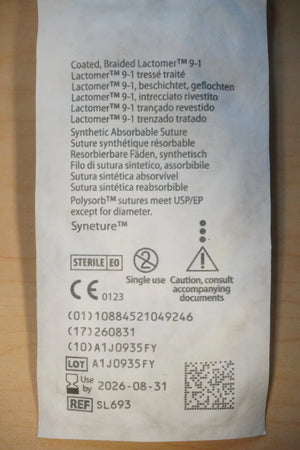 Coated, Braided Lactomer™ 9-1
Lactomer™ 9-1 tressé traité
Lactomer™ 9-1, beschichtet, geflochten
Lactomer™ 9-1, intrecciato rivestito
Lactomer™ 9-1 trançado revestido
Lactomer™ 9-1 trenzado tratado
Synthetic Absorbable Suture
Suture synthétique résorbable
Resorbierbare Fäden, synthetisch
Filo di sutura sintetico, assorbibile
Sutura sintética absorvível
Sutura sintética reabsorbible
Polysorb™ sutures meet USP/EP
except for diameter.
Syneture™
STERILE EO
2
Single use
Caution, consult
accompanying
documents
CE 0123
(01)10884521049246
(17)260831
(10)A1J0935FY
LOT A1J0935FY
Use
by 2026-08-31
REF SL693